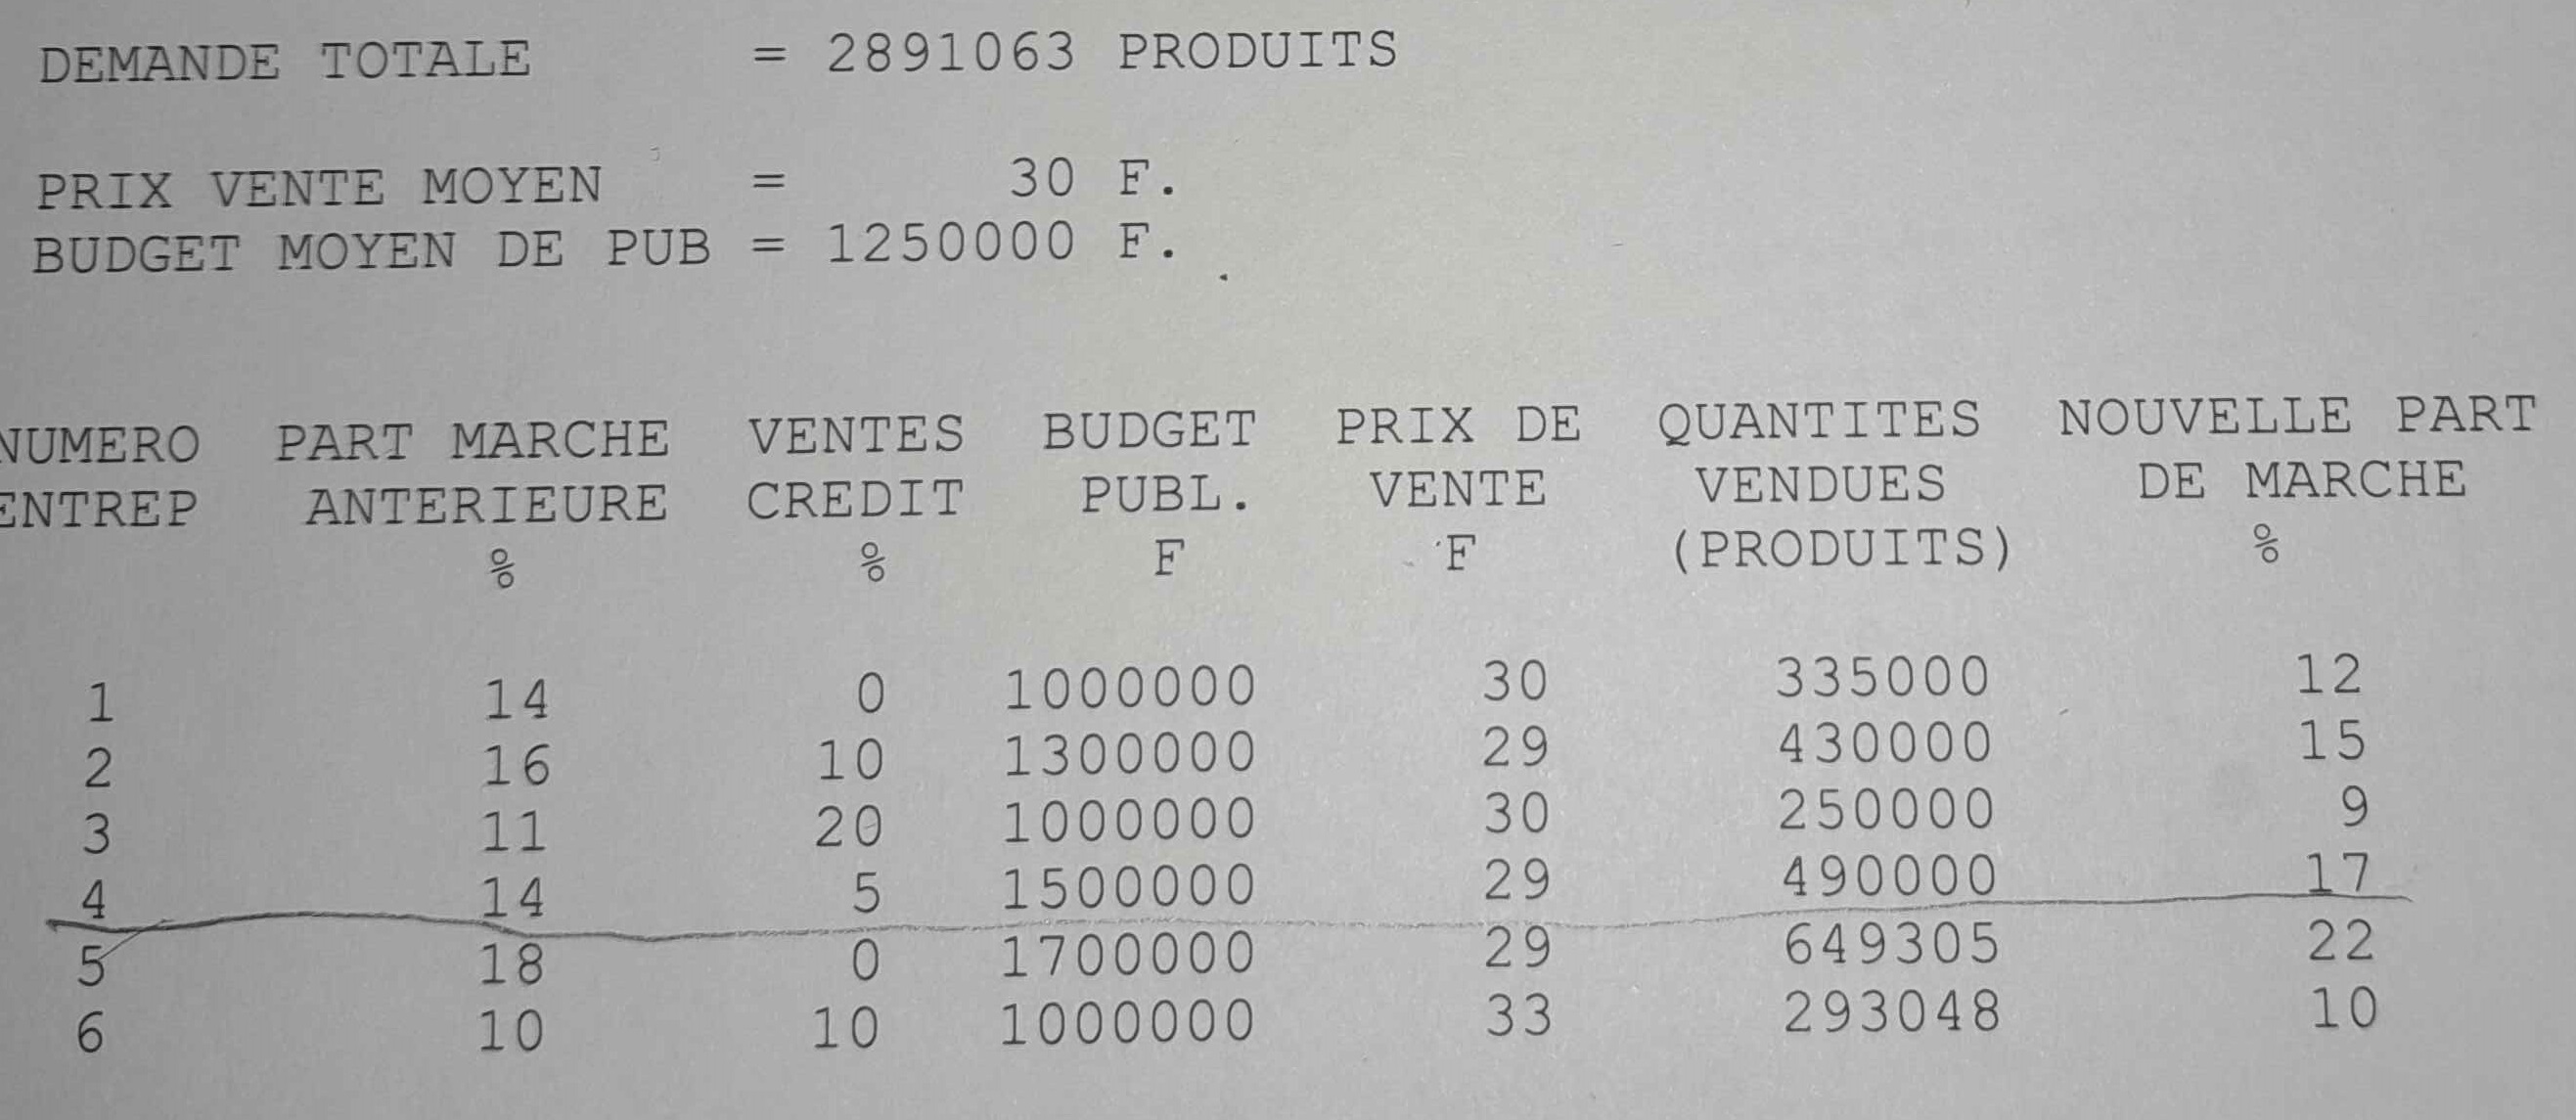 DEMANDE TOTALE = 2891063 PRODUITS
PRIX VENTE MOYEN = 30 F.
BUDGET MOYEN DE PUB = 1250000 F.
NUMERO PART MARCHE VENTES BUDGET PRIX DE QUANTITES NOUVELLE PART
ENTREP ANTERIEURE CREDIT PUBL. VENTE VENDUES DE MARCHE
% % F F (PRODUITS) %
1 14 0 1000000 30 335000 12
2 16 10 1300000 29 430000 15
3 11 20 1000000 30 250000 9
4 14 5 1500000 29 490000 17
5 18 0 1700000 29 649305 22
6 10 10 1000000 33 293048 10